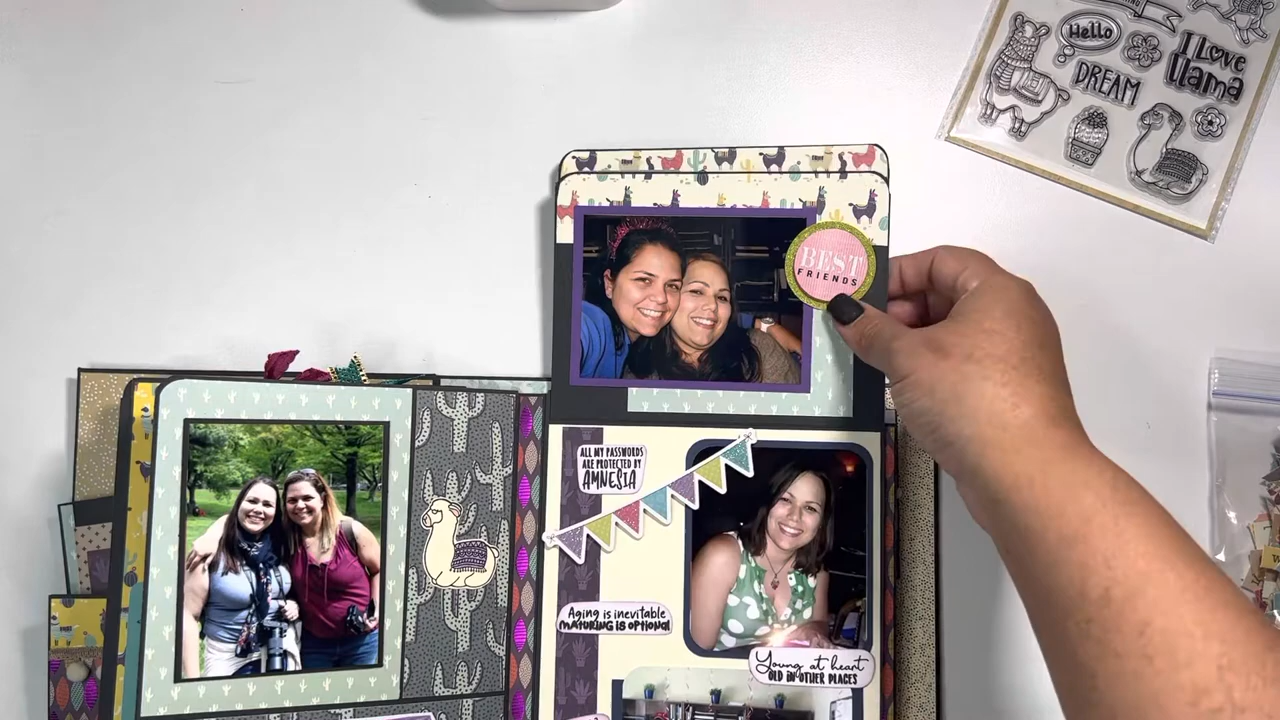 Hello
I LOVE
llama
DREAM
BEST
FRIENDS
ALL MY PASSWORDS
ARE PROTECTED BY
AMNESIA
Aging is inevitable
MATURING IS OPTIONAL
Young at heart
OLD IN OTHER PLACES